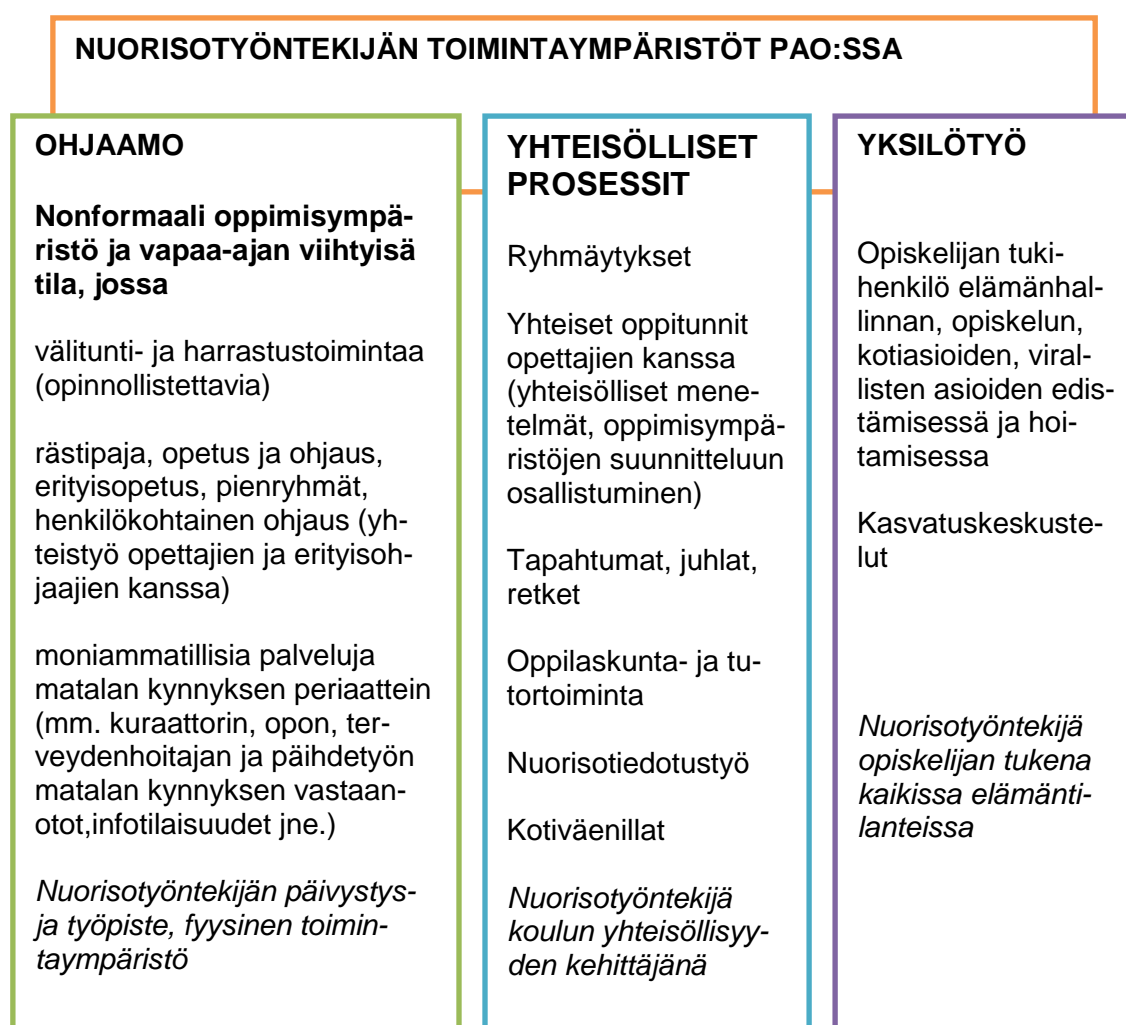 NUORISOTYÖNTEKIJÄN TOIMINTAYMPÄRISTÖT PAO:SSA
OHJAAMO
Nonformaali oppimisympä-
ristö ja vapaa-ajan viihtyisä
tila, jossa
välitunti- ja harrastustoimintaa
(opinnollistettavia)
rästipaja, opetus ja ohjaus,
erityisopetus, pienryhmät,
henkilökohtainen ohjaus (yh-
teistyö opettajien ja erityisoh-
jaajien kanssa)
moniammatillisia palveluja
matalan kynnyksen periaattein
(mm. kuraattorin, opon, ter-
veydenhoitajan ja päihdetyön
matalan kynnyksen vastaan-
otot,infotilaisuudet jne.)
Nuorisotyöntekijän päivystys-
ja työpiste, fyysinen toimin-
taympäristö
YHTEISÖLLISET
PROSESSIT
Ryhmäytykset
Yhteiset oppitunnit
opettajien kanssa
(yhteisölliset mene-
telmät, oppimisympä-
ristöjen suunnitteluun
osallistuminen)
Tapahtumat, juhlat,
retket
Oppilaskunta- ja tu-
tortoiminta
Nuorisotiedotustyö
Kotiväenillat
Nuorisotyöntekijä
koulun yhteisöllisyy-
den kehittäjänä
YKSILÖTYÖ
Opiskelijan tuki-
henkilö elämänhal-
linnan, opiskelun,
kotiasioiden, viral-
listen asioiden edis-
tämisessä ja hoi-
tamisessa
Kasvatuskeskuste-
lut
Nuorisotyöntekijä
opiskelijan tukena
kaikissa elämänti-
lanteissa